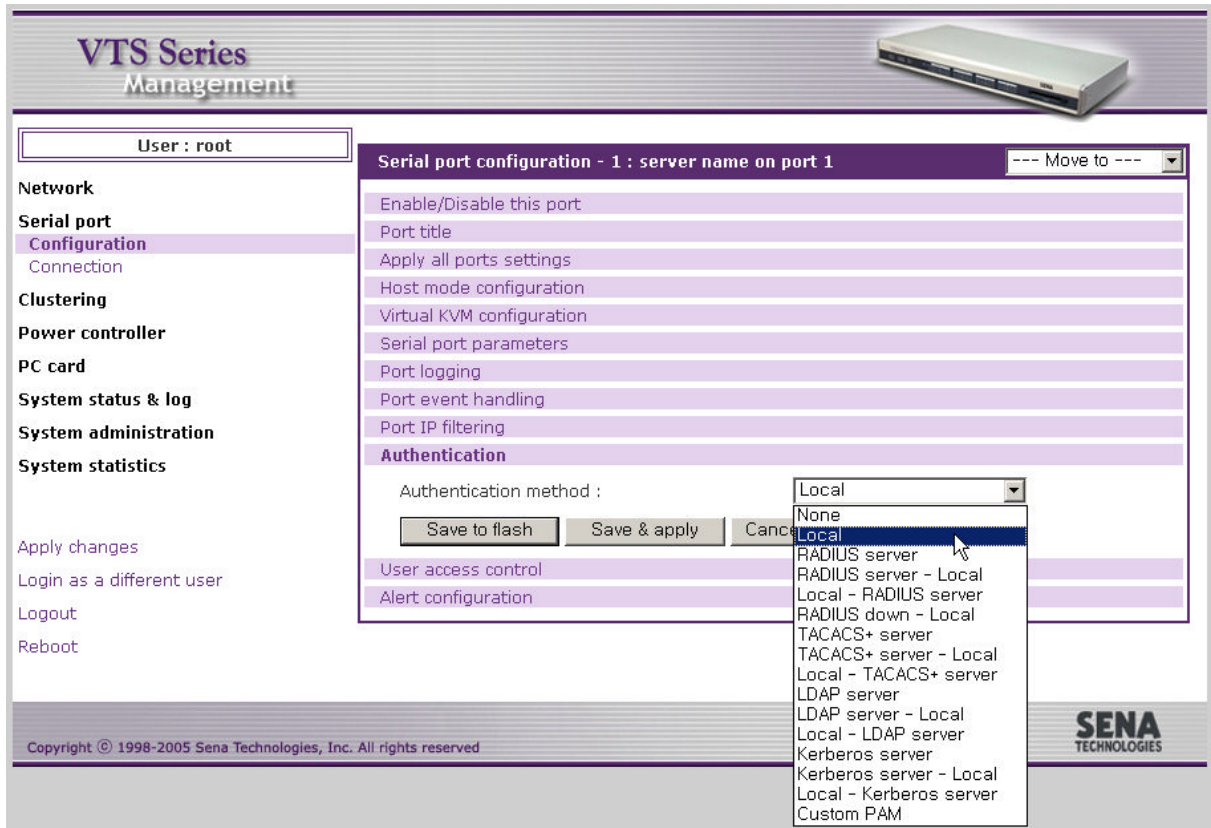 VTS Series
Management
User : root
Network
Serial port
Configuration
Connection
Clustering
Power controller
PC card
System status & log
System administration
System statistics
Apply changes
Login as a different user
Logout
Reboot
Serial port configuration - 1 : server name on port 1
--- Move to ---
Enable/Disable this port
Port title
Apply all ports settings
Host mode configuration
Virtual KVM configuration
Serial port parameters
Port logging
Port event handling
Port IP filtering
Authentication
Authentication method : Local
Save to flash Save & apply Cance
None
Local
RADIUS server
RADIUS server - Local
Local - RADIUS server
RADIUS down - Local
TACACS+ server
TACACS+ server - Local
Local - TACACS+ server
LDAP server
LDAP server - Local
Local - LDAP server
Kerberos server
Kerberos server - Local
Local - Kerberos server
Custom PAM
User access control
Alert configuration
Copyright © 1998-2005 Sena Technologies, Inc. All rights reserved
SENA
TECHNOLOGIES